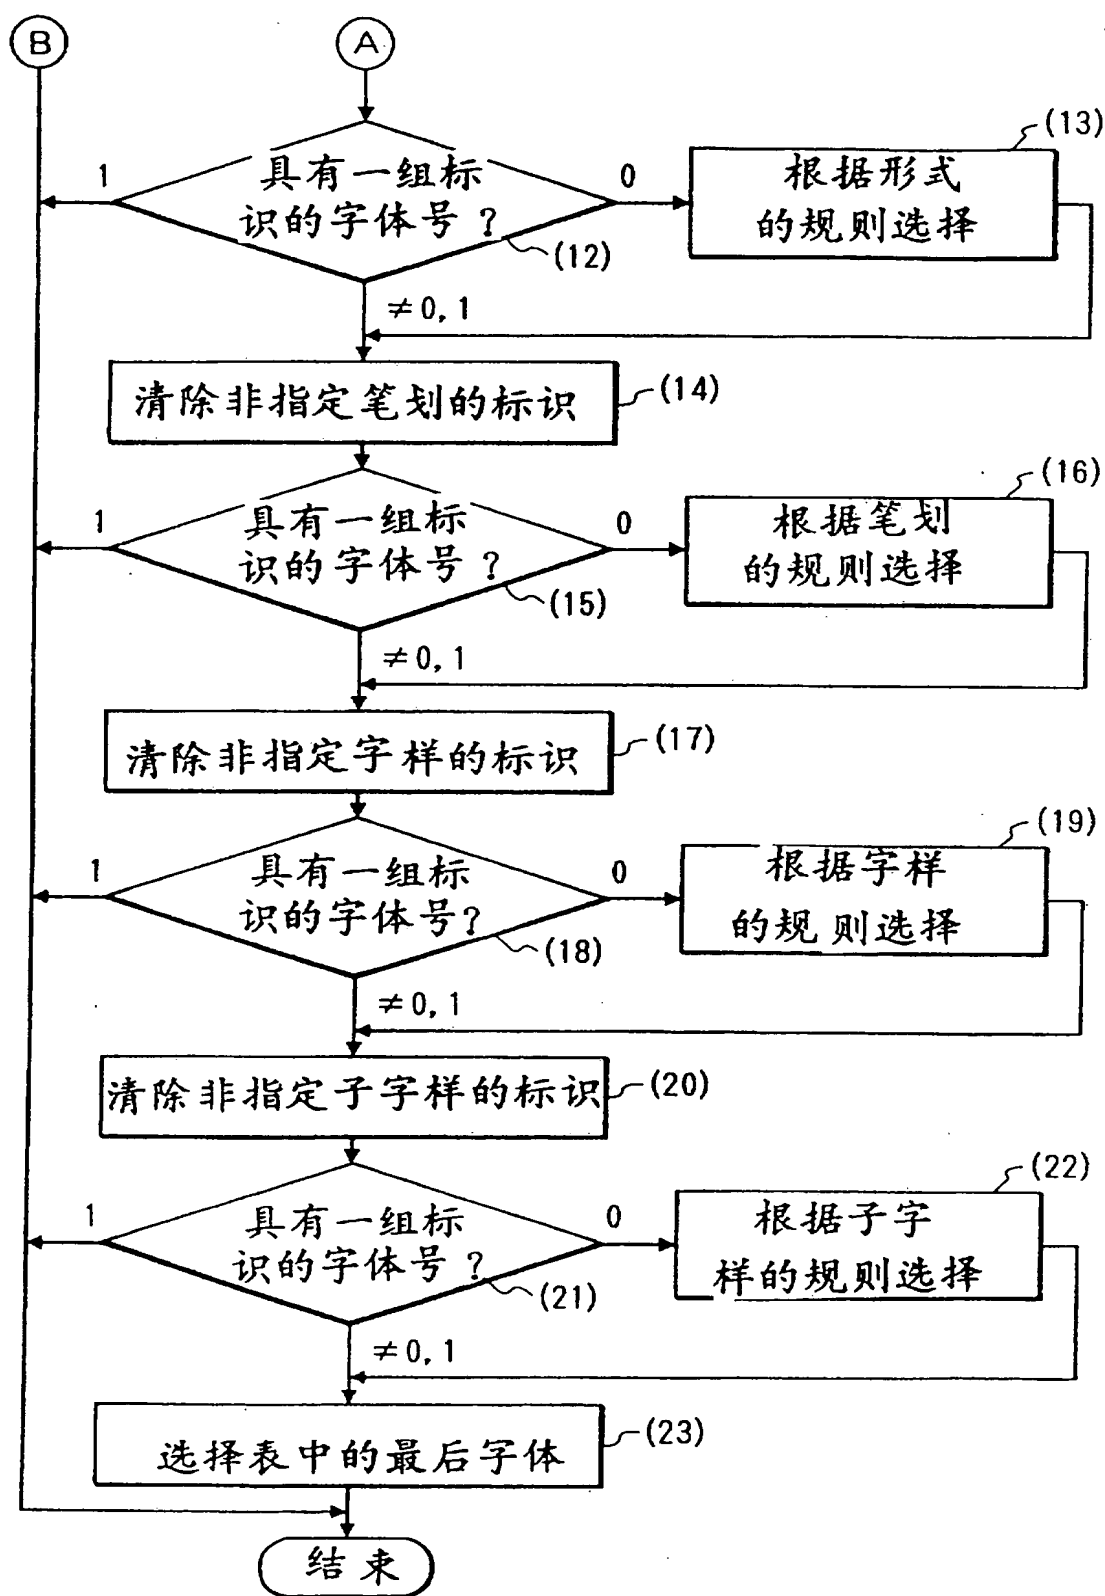 B
A
(13)
具有一组标
识的字体号？
1
0
根据形式
的规则选择
(12)
≠0, 1
清除非指定笔划的标识
(14)
(16)
具有一组标
识的字体号？
1
0
根据笔划
的规则选择
(15)
≠0, 1
清除非指定字样的标识
(17)
(19)
具有一组标
识的字体号？
1
0
根据字样
的规则选择
(18)
≠0, 1
清除非指定子字样的标识
(20)
(22)
具有一组标
识的字体号？
1
0
根据子字
样的规则选择
(21)
≠0, 1
选择表中的最后字体
(23)
结束